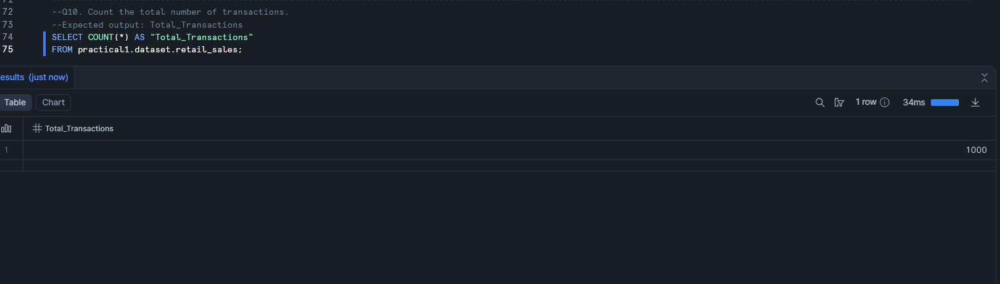 71
72 --Q10. Count the total number of transactions.
73 --Expected output: Total_Transactions
74 SELECT COUNT(*) AS "Total_Transactions"
75 FROM practical1.dataset.retail_sales;
esults (just now)
Table Chart 1 row 34ms
Total_Transactions
1 1000